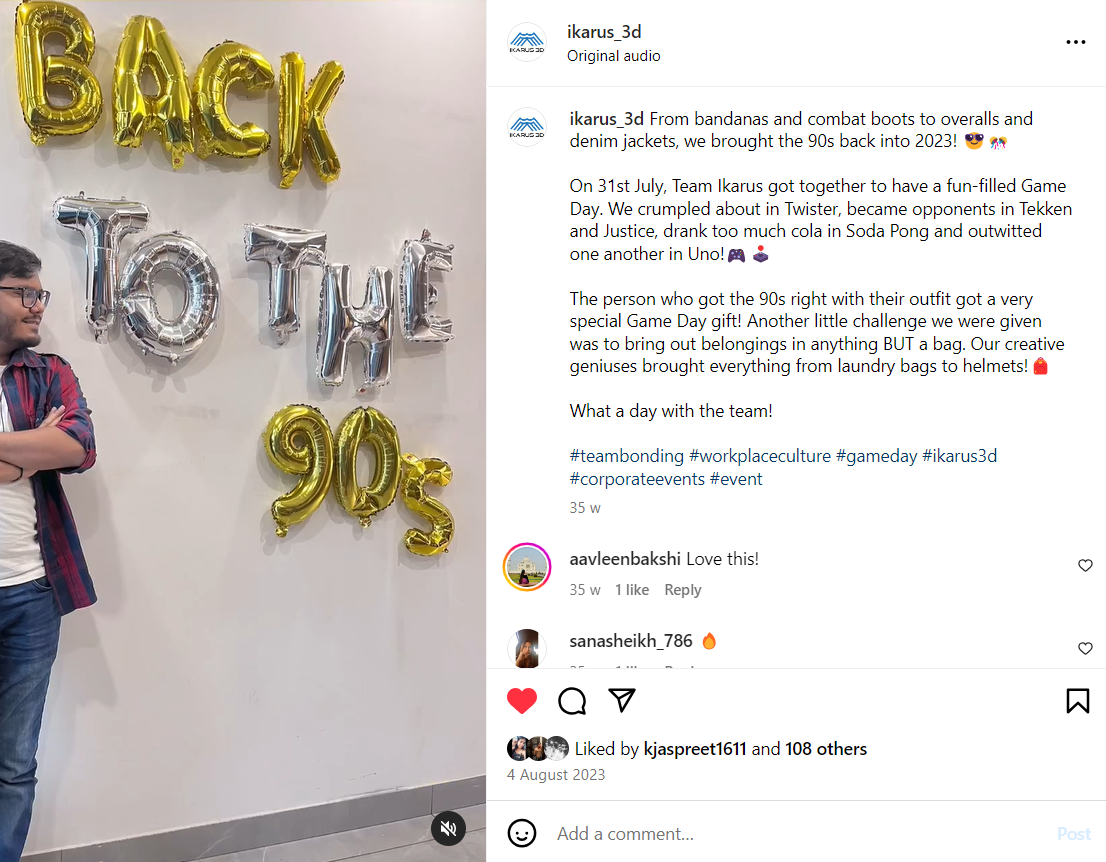 BACK
TO THE
90s
ikarus_3d
Original audio
IKARUS 3D
IKARUS 3D
ikarus_3d From bandanas and combat boots to overalls and
denim jackets, we brought the 90s back into 2023! 😎 🎊
On 31st July, Team Ikarus got together to have a fun-filled Game
Day. We crumpled about in Twister, became opponents in Tekken
and Justice, drank too much cola in Soda Pong and outwitted
one another in Uno!🎮 🕹️
The person who got the 90s right with their outfit got a very
special Game Day gift! Another little challenge we were given
was to bring out belongings in anything BUT a bag. Our creative
geniuses brought everything from laundry bags to helmets!🎒
What a day with the team!
#teambonding #workplaceculture #gameday #ikarus3d
#corporateevents #event
35 w
aavleenbakshi Love this!
35 w 1 like Reply
sanasheikh_786 🔥
Liked by kjaspreet1611 and 108 others
4 August 2023
Add a comment...
Post